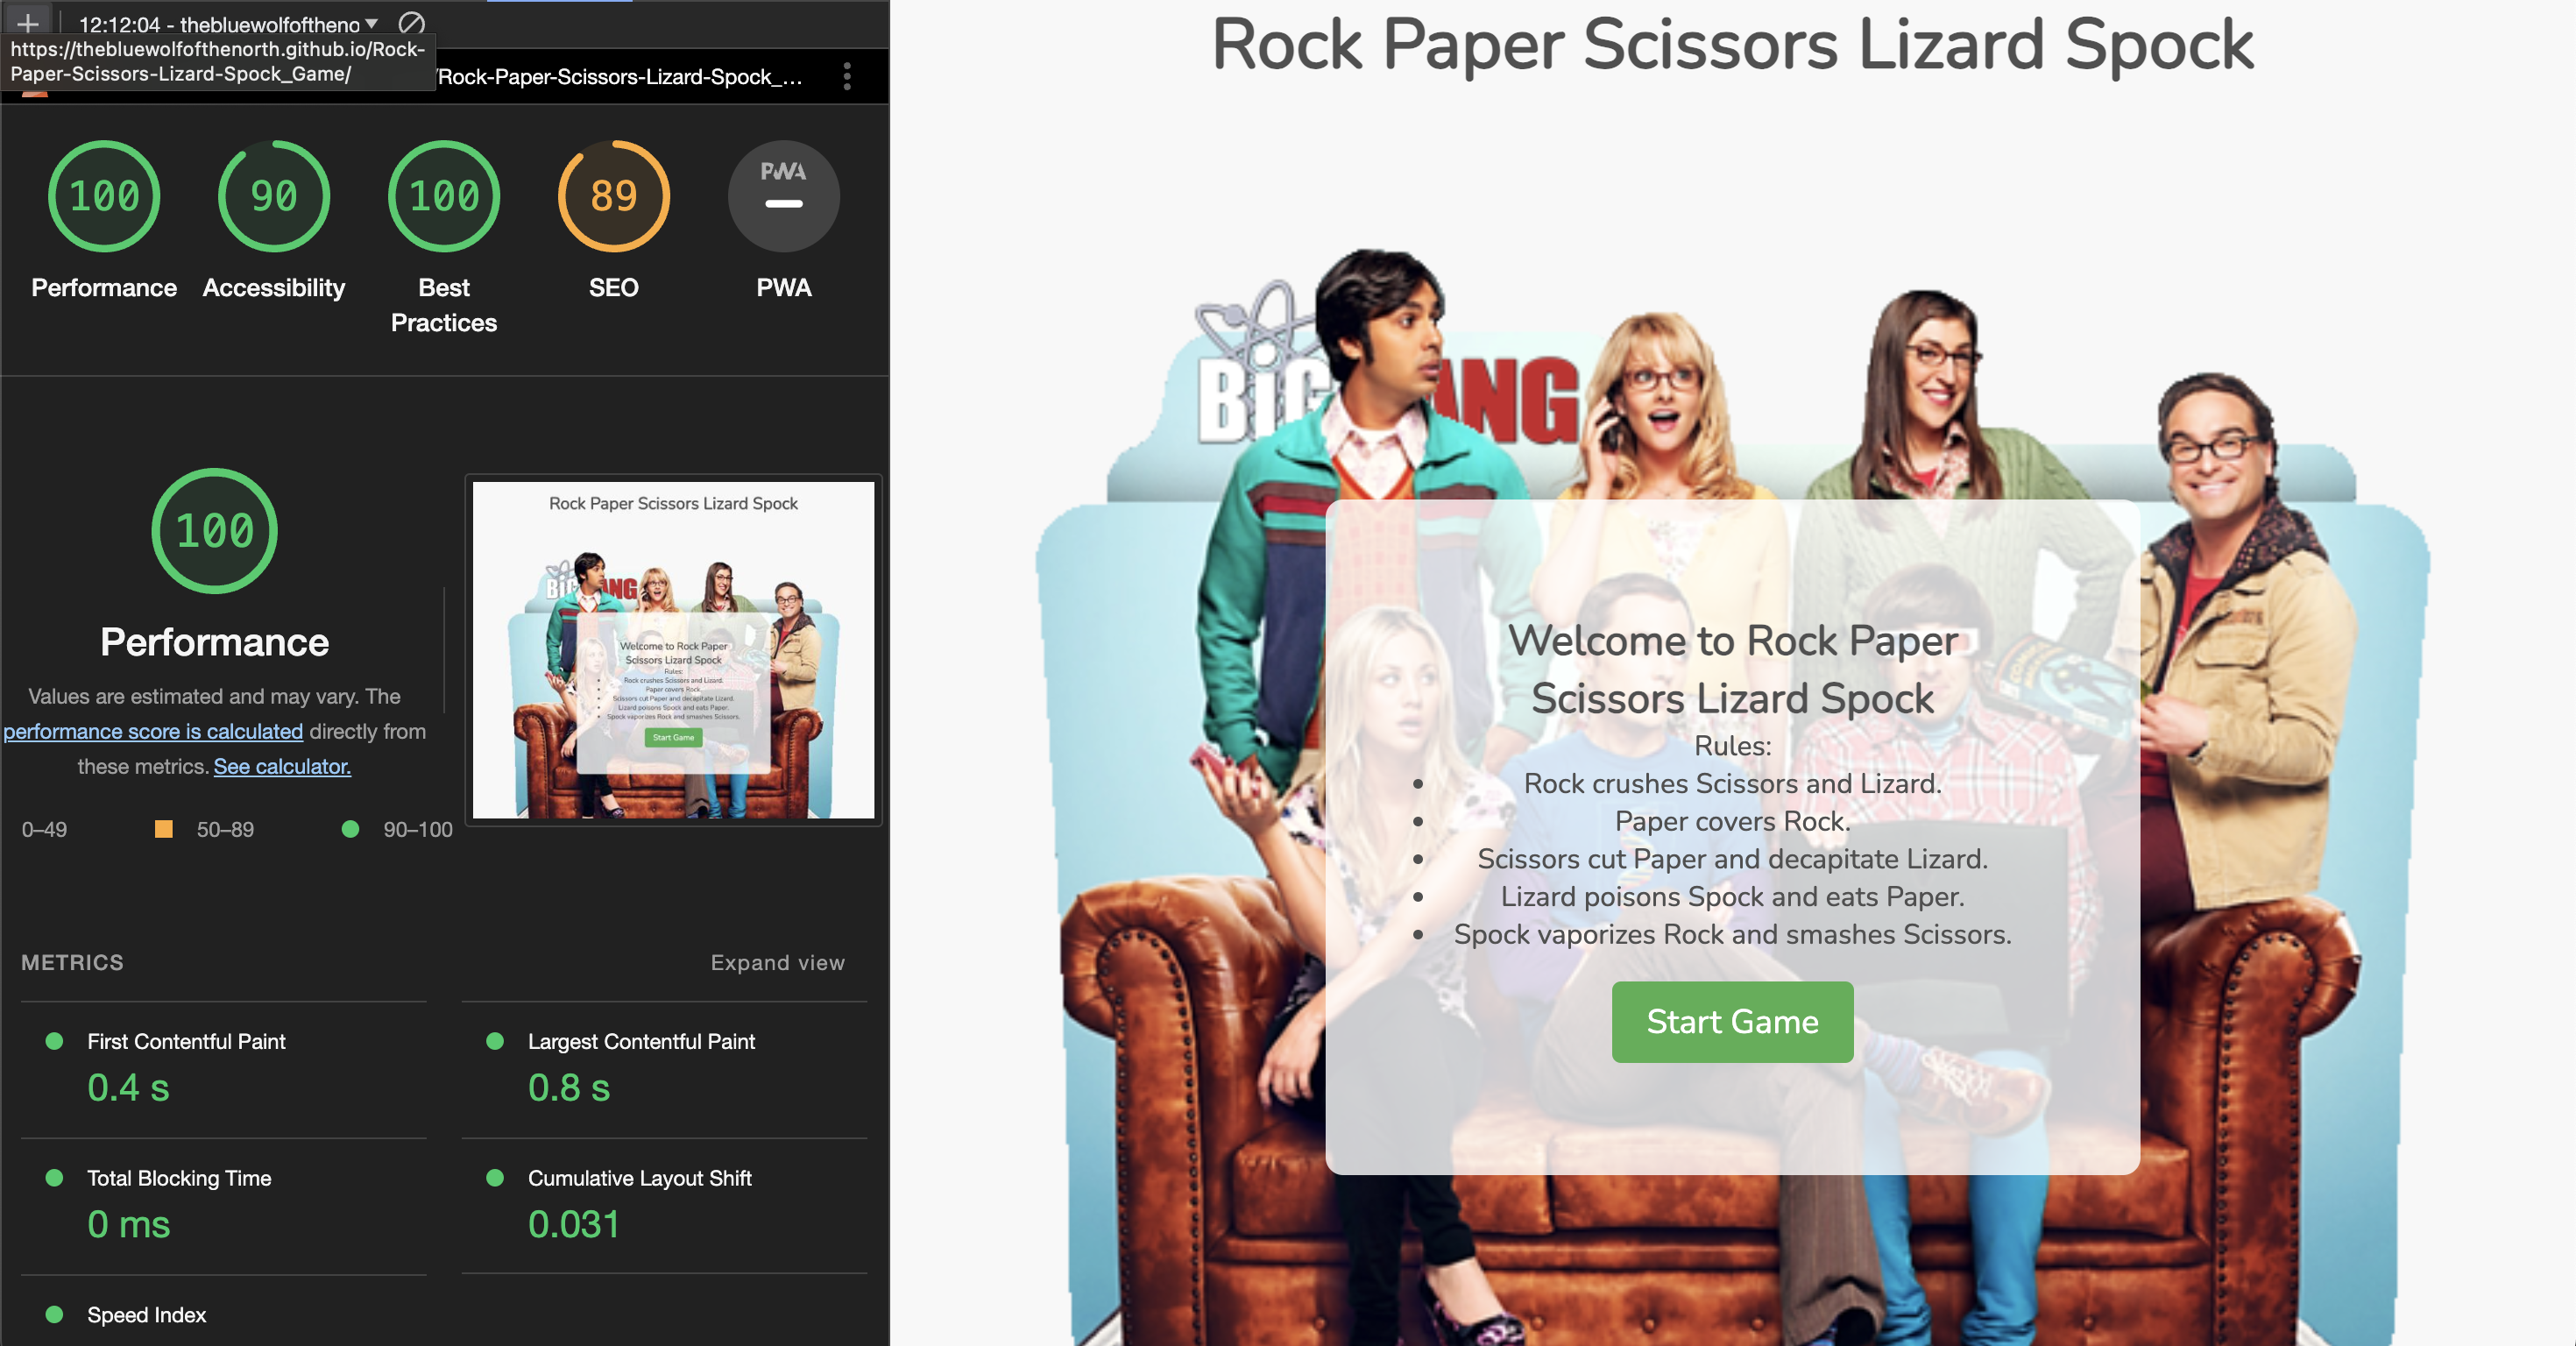 12:12:04 - thebluewolfoftheno
https://thebluewolfofthenorth.github.io/Rock-
Paper-Scissors-Lizard-Spock_Game/
/Rock-Paper-Scissors-Lizard-Spock_...
100
90
100
89
PWA
Performance
Accessibility
Best
Practices
SEO
PWA
100
Performance
Values are estimated and may vary. The
performance score is calculated directly from
these metrics. See calculator.
0–49
50–89
90–100
Rock Paper Scissors Lizard Spock
BIG
ANG
Welcome to Rock Paper
Scissors Lizard Spock
Rules:
Rock crushes Scissors and Lizard.
Paper covers Rock.
Scissors cut Paper and decapitate Lizard.
Lizard poisons Spock and eats Paper.
Spock vaporizes Rock and smashes Scissors.
Start Game
METRICS
Expand view
First Contentful Paint
0.4 s
Largest Contentful Paint
0.8 s
Total Blocking Time
0 ms
Cumulative Layout Shift
0.031
Speed Index
Rock Paper Scissors Lizard Spock
BiG
ANG
Welcome to Rock Paper
Scissors Lizard Spock
Rules:
• Rock crushes Scissors and Lizard.
• Paper covers Rock.
• Scissors cut Paper and decapitate Lizard.
• Lizard poisons Spock and eats Paper.
• Spock vaporizes Rock and smashes Scissors.
Start Game